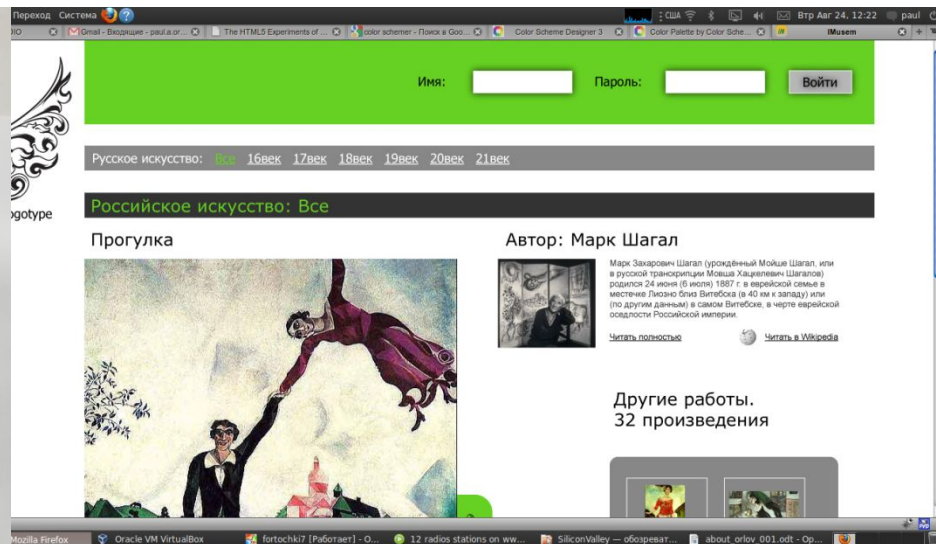 Переход Система США Втр Авг 24, 12:22 paul
Gmail - Входящие - paul.a.or... The HTML5 Experiments of ... color schemer - Поиск в Goo... Color Scheme Designer 3 Color Palette by Color Sche... IMusem
Имя: Пароль: Войти
Русское искусство: Все 16век 17век 18век 19век 20век 21век
ogotype
Российское искусство: Все
Прогулка
Автор: Марк Шагал
Марк Захарович Шагал (урождённый Мойше Шагал, или
в русской транскрипции Мовша Хацкелевич Шагалов)
родился 24 июня (6 июля) 1887 г. в еврейской семье в
местечке Лиозно близ Витебска (в 40 км к западу) или
(по другим данным) в самом Витебске, в черте еврейской
оседлости Российской империи.
Читать полностью Читать в Wikipedia
Другие работы.
32 произведения
Mozilla Firefox Oracle VM VirtualBox fortochki7 [Работает] - O... 12 radios stations on ww... SiliconValley — обозреват... about_orlov_001.odt - Op...